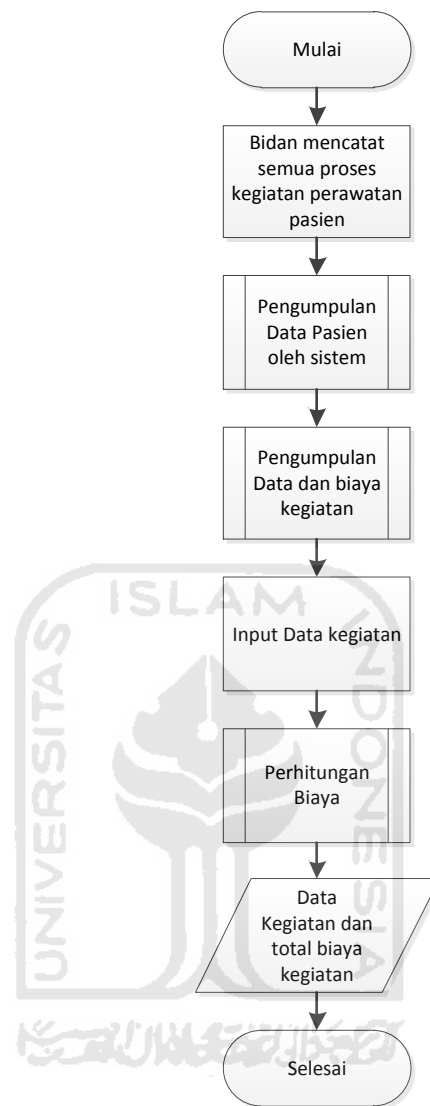 Mulai
Bidan mencatat
semua proses
kegiatan perawatan
pasien
Pengumpulan
Data Pasien
oleh sistem
Pengumpulan
Data dan biaya
kegiatan
Input Data kegiatan
Perhitungan
Biaya
Data
Kegiatan dan
total biaya
kegiatan
Selesai
UNIVERSITAS
ISLAM
INDONESIA